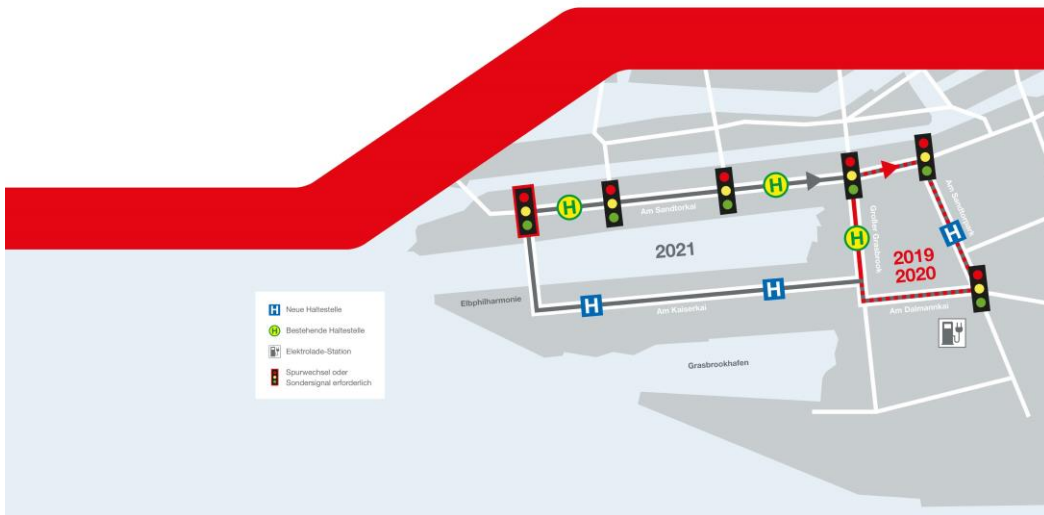 H
H
Am Sandtorkai
Am Sandtorpark
Großer Grasbrook
H
H
2021
2019
2020
Elbphilharmonie
H
H
Am Kaiserkai
Am Dalmannkai
Grasbrookhafen
H Neue Haltestelle
H Bestehende Haltestelle
Elektrolade-Station
Spurwechsel oder
Sondersignal erforderlich